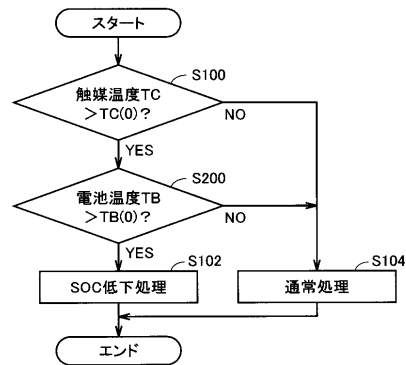 スタート
S100
触媒温度TC
＞TC(0)？
NO
YES
S200
電池温度TB
＞TB(0)？
NO
YES
S102
SOC低下処理
S104
通常処理
エンド